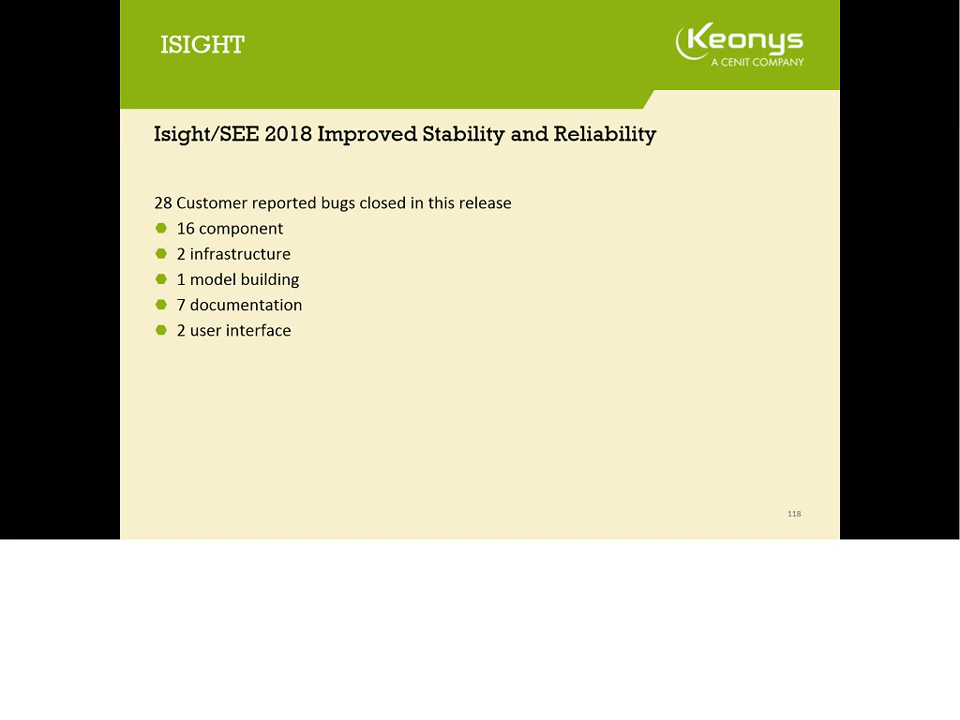 ISIGHT
Keonys
A CENIT COMPANY
Isight/SEE 2018 Improved Stability and Reliability
28 Customer reported bugs closed in this release
16 component
2 infrastructure
1 model building
7 documentation
2 user interface
118